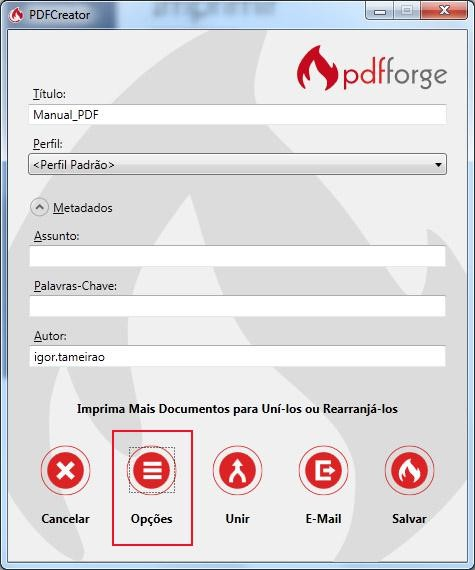 PDFCreator
pdfforge
Título:
Manual_PDF
Perfil:
<Perfil Padrão>
Metadados
Assunto:
Palavras-Chave:
Autor:
igor.tameirao
Imprima Mais Documentos para Uní-los ou Rearranjá-los
Cancelar Opções Unir E-Mail Salvar